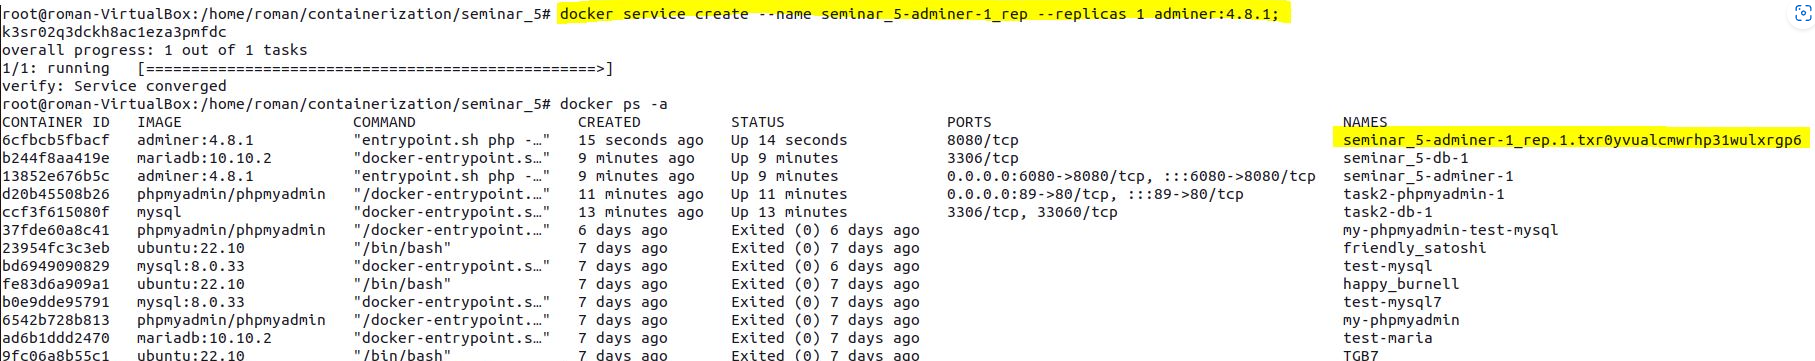 root@roman-VirtualBox:/home/roman/containerization/seminar_5# docker service create --name seminar_5-adminer-1_rep --replicas 1 adminer:4.8.1;
k3sr02q3dckh8ac1eza3pmfdc
overall progress: 1 out of 1 tasks
1/1: running   [==================================================>]
verify: Service converged
root@roman-VirtualBox:/home/roman/containerization/seminar_5# docker ps -a
CONTAINER ID   IMAGE                   COMMAND                  CREATED          STATUS                  PORTS                                       NAMES
6cfbcb5fbacf   adminer:4.8.1           "entrypoint.sh php -…"   15 seconds ago   Up 14 seconds           8080/tcp                                    seminar_5-adminer-1_rep.1.txr0yvualcmwrhp31wulxrgp6
b244f8aa419e   mariadb:10.10.2         "docker-entrypoint.s…"   9 minutes ago    Up 9 minutes            3306/tcp                                    seminar_5-db-1
13852e676b5c   adminer:4.8.1           "entrypoint.sh php -…"   9 minutes ago    Up 9 minutes            0.0.0.0:6080->8080/tcp, :::6080->8080/tcp   seminar_5-adminer-1
d20b45508b26   phpmyadmin/phpmyadmin   "/docker-entrypoint.…"   11 minutes ago   Up 11 minutes           0.0.0.0:89->80/tcp, :::89->80/tcp           task2-phpmyadmin-1
ccf3f615080f   mysql                   "docker-entrypoint.s…"   13 minutes ago   Up 13 minutes           3306/tcp, 33060/tcp                         task2-db-1
37fde60a8c41   phpmyadmin/phpmyadmin   "/docker-entrypoint.…"   6 days ago       Exited (0) 6 days ago                                               my-phpmyadmin-test-mysql
23954fc3c3eb   ubuntu:22.10            "/bin/bash"              7 days ago       Exited (0) 7 days ago                                               friendly_satoshi
bd6949090829   mysql:8.0.33            "docker-entrypoint.s…"   7 days ago       Exited (0) 6 days ago                                               test-mysql
fe83d6a909a1   ubuntu:22.10            "/bin/bash"              7 days ago       Exited (0) 7 days ago                                               happy_burnell
b0e9dde95791   mysql:8.0.33            "docker-entrypoint.s…"   7 days ago       Exited (0) 7 days ago                                               test-mysql7
6542b728b813   phpmyadmin/phpmyadmin   "/docker-entrypoint.…"   7 days ago       Exited (0) 7 days ago                                               my-phpmyadmin
ad6b1ddd2470   mariadb:10.10.2         "docker-entrypoint.s…"   7 days ago       Exited (0) 7 days ago                                               test-maria
9fc06a8b55c1   ubuntu:22.10            "/bin/bash"              7 days ago       Exited (0) 7 days ago                                               TGB7